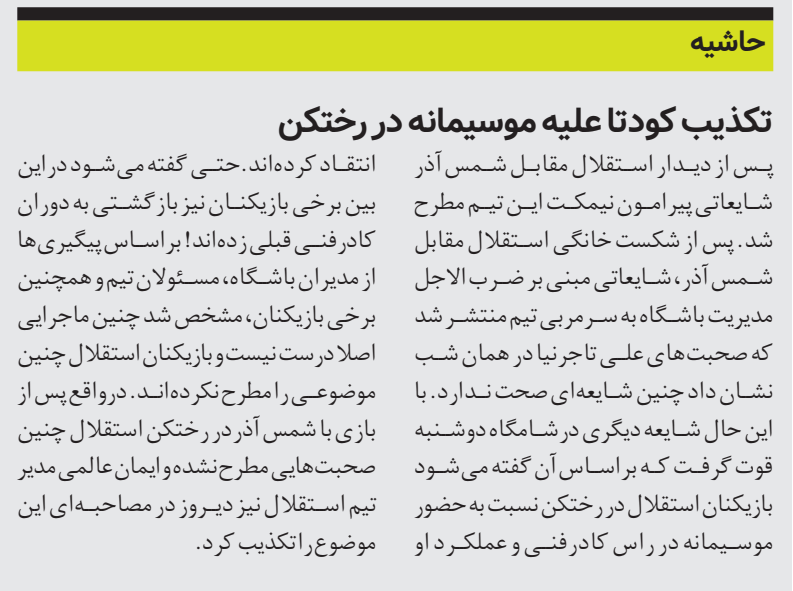 حاشیه
تکذیب کودتا علیه موسیمانه در رختکن
پس از دیدار استقلال مقابل شمس آذر
شایعاتی پیرامون نیمکت این تیم مطرح
شد. پس از شکست خانگی استقلال مقابل
شمس آذر، شایعاتی مبنی بر ضرب الاجل
مدیریت باشگاه به سرمربی تیم منتشر شد
که صحبت‌های علی تاجرنیا در همان شب
نشان داد چنین شایعه‌ای صحت ندارد. با
این حال شایعه دیگری در شامگاه دوشنبه
قوت گرفت که بر اساس آن گفته می‌شود
بازیکنان استقلال در رختکن نسبت به حضور
موسیمانه در راس کادر فنی و عملکرد او
انتقاد کرده‌اند. حتی گفته می‌شود در این
بین برخی بازیکنان نیز بازگشتی به دوران
کادر فنی قبلی زده‌اند! بر اساس پیگیری‌ها
از مدیران باشگاه، مسئولان تیم و همچنین
برخی بازیکنان، مشخص شد چنین ماجرایی
اصلا درست نیست و بازیکنان استقلال چنین
موضوعی را مطرح نکرده‌اند. در واقع پس از
بازی با شمس آذر در رختکن استقلال چنین
صحبت‌هایی مطرح نشده و ایمان عالمی مدیر
تیم استقلال نیز دیروز در مصاحبه‌ای این
موضوع را تکذیب کرد.